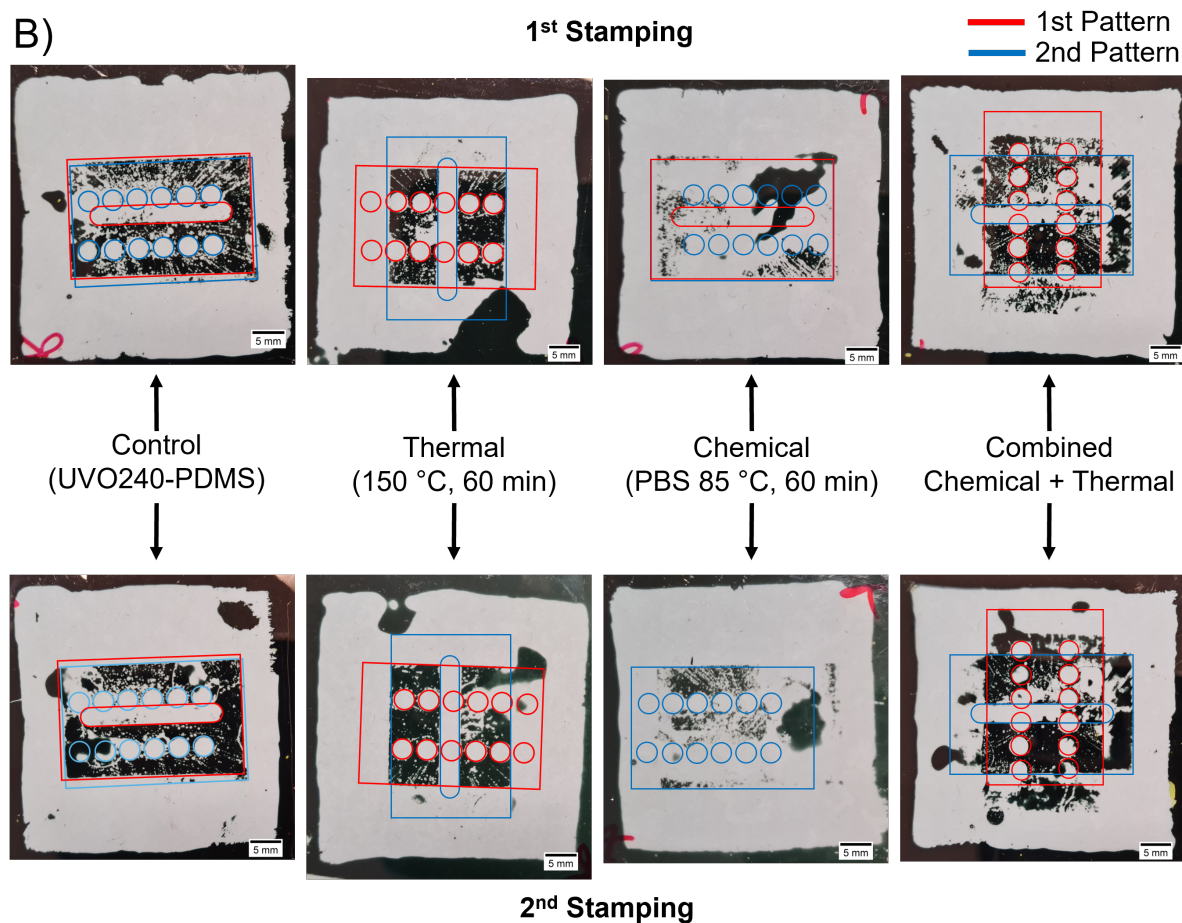 B)
1st Stamping
1st Pattern
2nd Pattern
5 mm
5 mm
5 mm
5 mm
Control
(UVO240-PDMS)
Thermal
(150 °C, 60 min)
Chemical
(PBS 85 °C, 60 min)
Combined
Chemical + Thermal
5 mm
5 mm
5 mm
5 mm
2nd Stamping